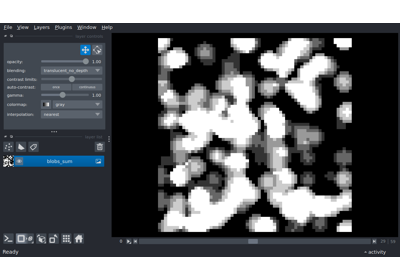 File View Layers Plugins Window Help
opacity: 1.00
blending: translucent_no_depth
contrast limits:
auto-contrast: once continuous
gamma: 1.00
colormap: gray
interpolation: nearest
blobs_sum
Ready
activity